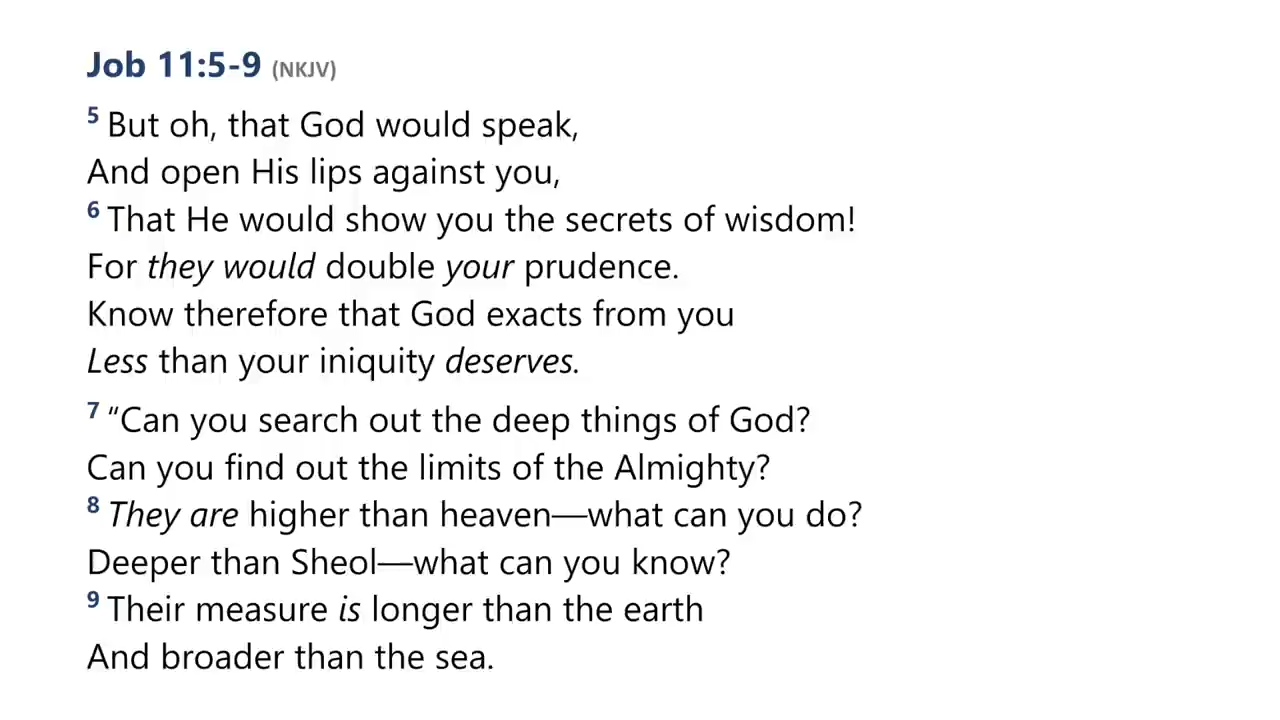 Job 11:5-9 (NKJV)
5 But oh, that God would speak,
And open His lips against you,
6 That He would show you the secrets of wisdom!
For they would double your prudence.
Know therefore that God exacts from you
Less than your iniquity deserves.
7 “Can you search out the deep things of God?
Can you find out the limits of the Almighty?
8 They are higher than heaven—what can you do?
Deeper than Sheol—what can you know?
9 Their measure is longer than the earth
And broader than the sea.